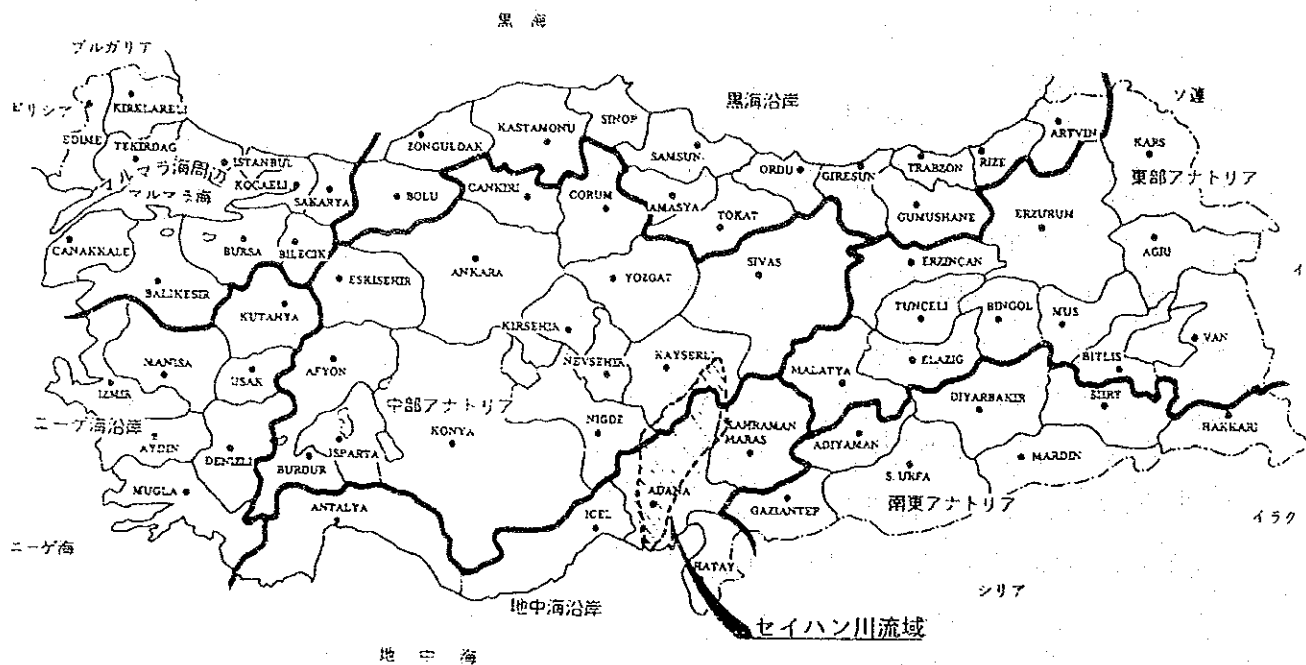 黒海
ブルガリア
ギリシア
KIRKLARELI
EDIME
TEKIRDAG
ISTANBUL
KOCAELI
マルマラ海周辺
マルマラ海
SAKARYA
ZONGULDAK
KASTAMONU
SINOP
黒海沿岸
SAMSUN
ORDU
GIRESUN
TRABZON
RIZE
ARTVIN
ソ連
KARS
東部アナトリア
BOLU
CANKIRI
CORUM
AMASYA
TOKAT
GUMUSHANE
ERZURUM
CANAKKALE
BURSA
BILECIK
BALIKESIR
ESKISEHIR
ANKARA
YOZGAT
SIVAS
ERZINCAN
AGRI
イ
KUTAHYA
KIRSEHIR
TUNCELI
BINGOL
MUS
VAN
MANISA
USAK
AFYON
NEVSEHIR
KAYSERI
MALATYA
ELAZIG
BITLIS
IZMIR
エーゲ海沿岸
中部アナトリア
NIGDE
DIYARBAKIR
SIIRT
HAKKARI
AYDIN
DENIZLI
BURDUR
ISPARTA
KONYA
KAHRAMAN
MARAS
ADIYAMAN
MARDIN
S. URFA
MUGLA
ANTALYA
ICEL
ADANA
GAZIANTEP
南東アナトリア
イラク
エーゲ海
HATAY
シリア
地中海沿岸
セイハン川流域
地中海